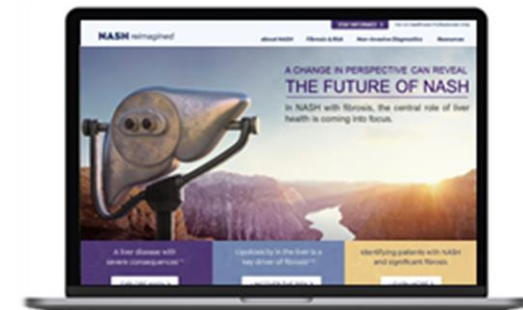 STAY INFORMED >
NASH reimagined
about NASH Fibrosis & Risk Non-Invasive Diagnostics Resources
A CHANGE IN PERSPECTIVE CAN REVEAL
THE FUTURE OF NASH
In NASH with fibrosis, the central role of liver
health is coming into focus.
A liver disease with
severe consequences
Lipotoxicity in the liver is a
key driver of fibrosis
Identifying patients with NASH
and significant fibrosis